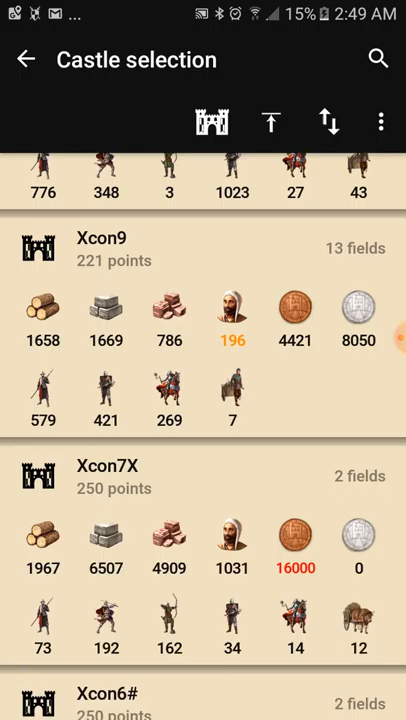 ... 15% 2:49 AM
Castle selection
776 348 3 1023 27 43
Xcon9
13 fields
221 points
1658 1669 786 196 4421 8050
579 421 269 7
Xcon7X
2 fields
250 points
1967 6507 4909 1031 16000 0
73 192 162 34 14 12
Xcon6#
2 fields
250 points